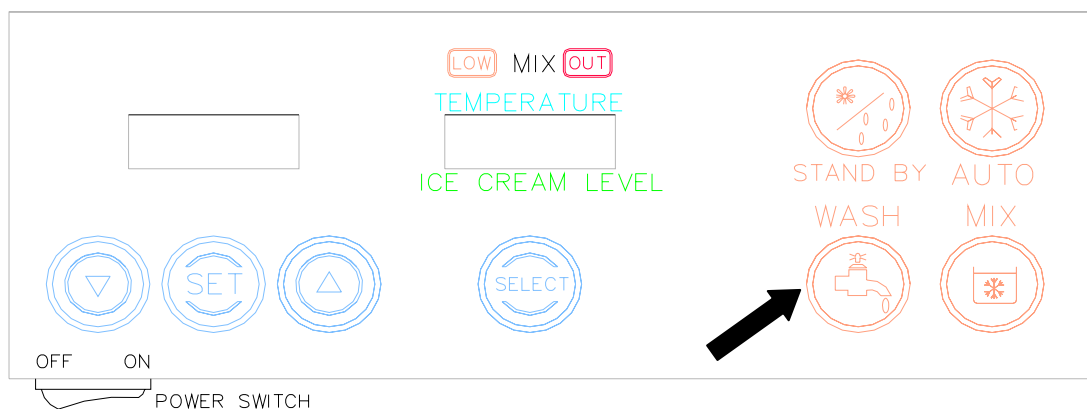 LOW MIX OUT
TEMPERATURE
ICE CREAM LEVEL
STAND BY AUTO
WASH MIX
SET SELECT
OFF ON
POWER SWITCH